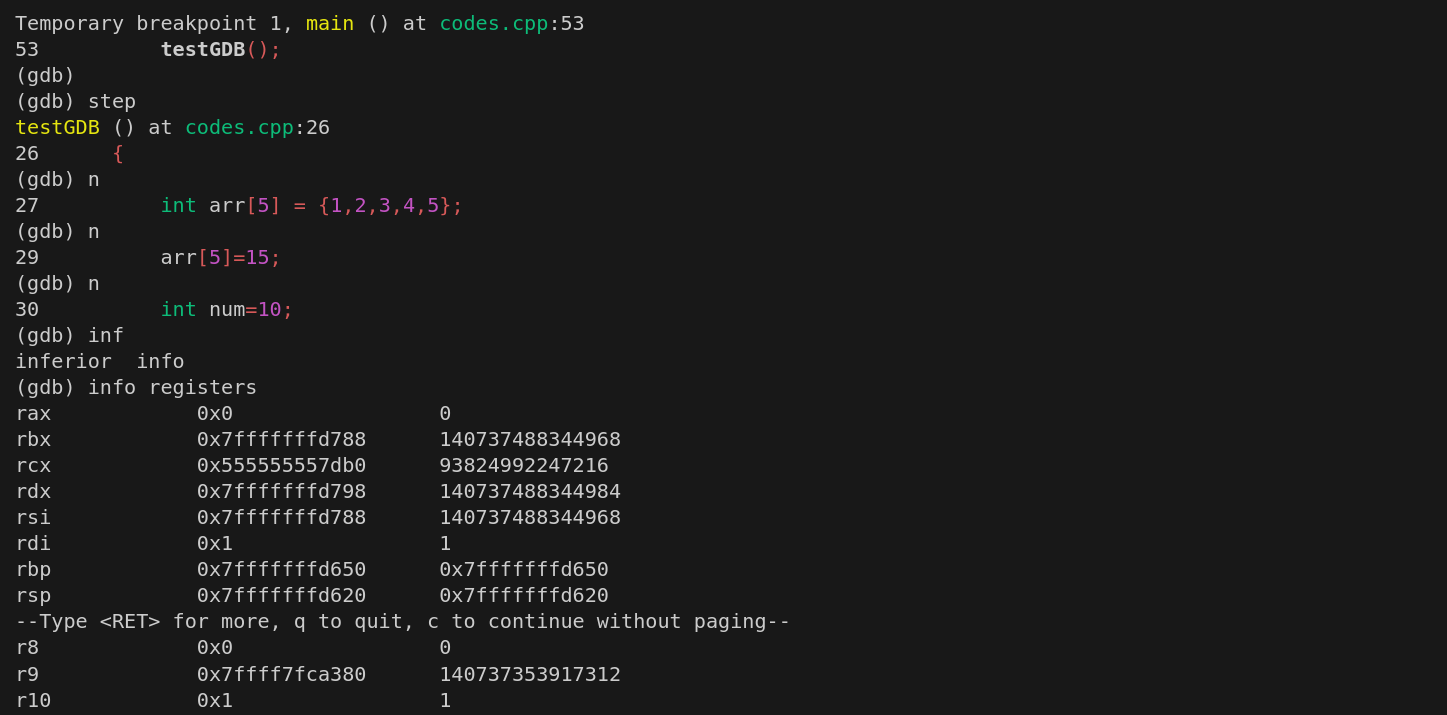 Temporary breakpoint 1, main () at codes.cpp:53
53          testGDB();
(gdb)
(gdb) step
testGDB () at codes.cpp:26
26      {
(gdb) n
27          int arr[5] = {1,2,3,4,5};
(gdb) n
29          arr[5]=15;
(gdb) n
30          int num=10;
(gdb) inf
inferior  info
(gdb) info registers
rax            0x0                 0
rbx            0x7fffffffd788      140737488344968
rcx            0x555555557db0      93824992247216
rdx            0x7fffffffd798      140737488344984
rsi            0x7fffffffd788      140737488344968
rdi            0x1                 1
rbp            0x7fffffffd650      0x7fffffffd650
rsp            0x7fffffffd620      0x7fffffffd620
--Type <RET> for more, q to quit, c to continue without paging--
r8             0x0                 0
r9             0x7ffff7fca380      140737353917312
r10            0x1                 1